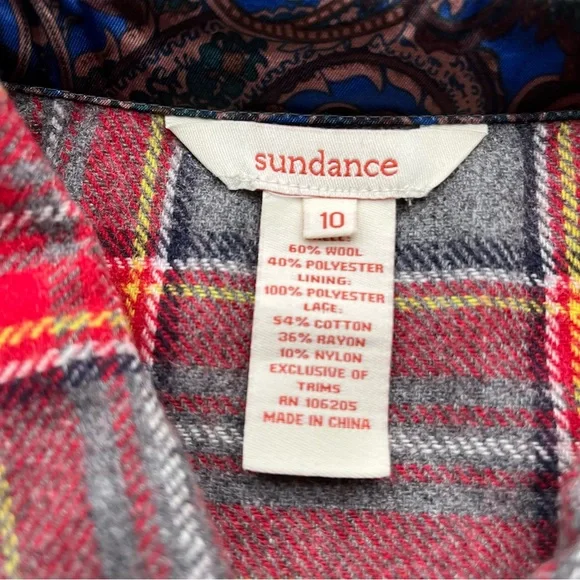 sundance
10
60% WOOL
40% POLYESTER
LINING:
100% POLYESTER
LACE:
54% COTTON
36% RAYON
10% NYLON
EXCLUSIVE OF
TRIMS
RN 106205
MADE IN CHINA